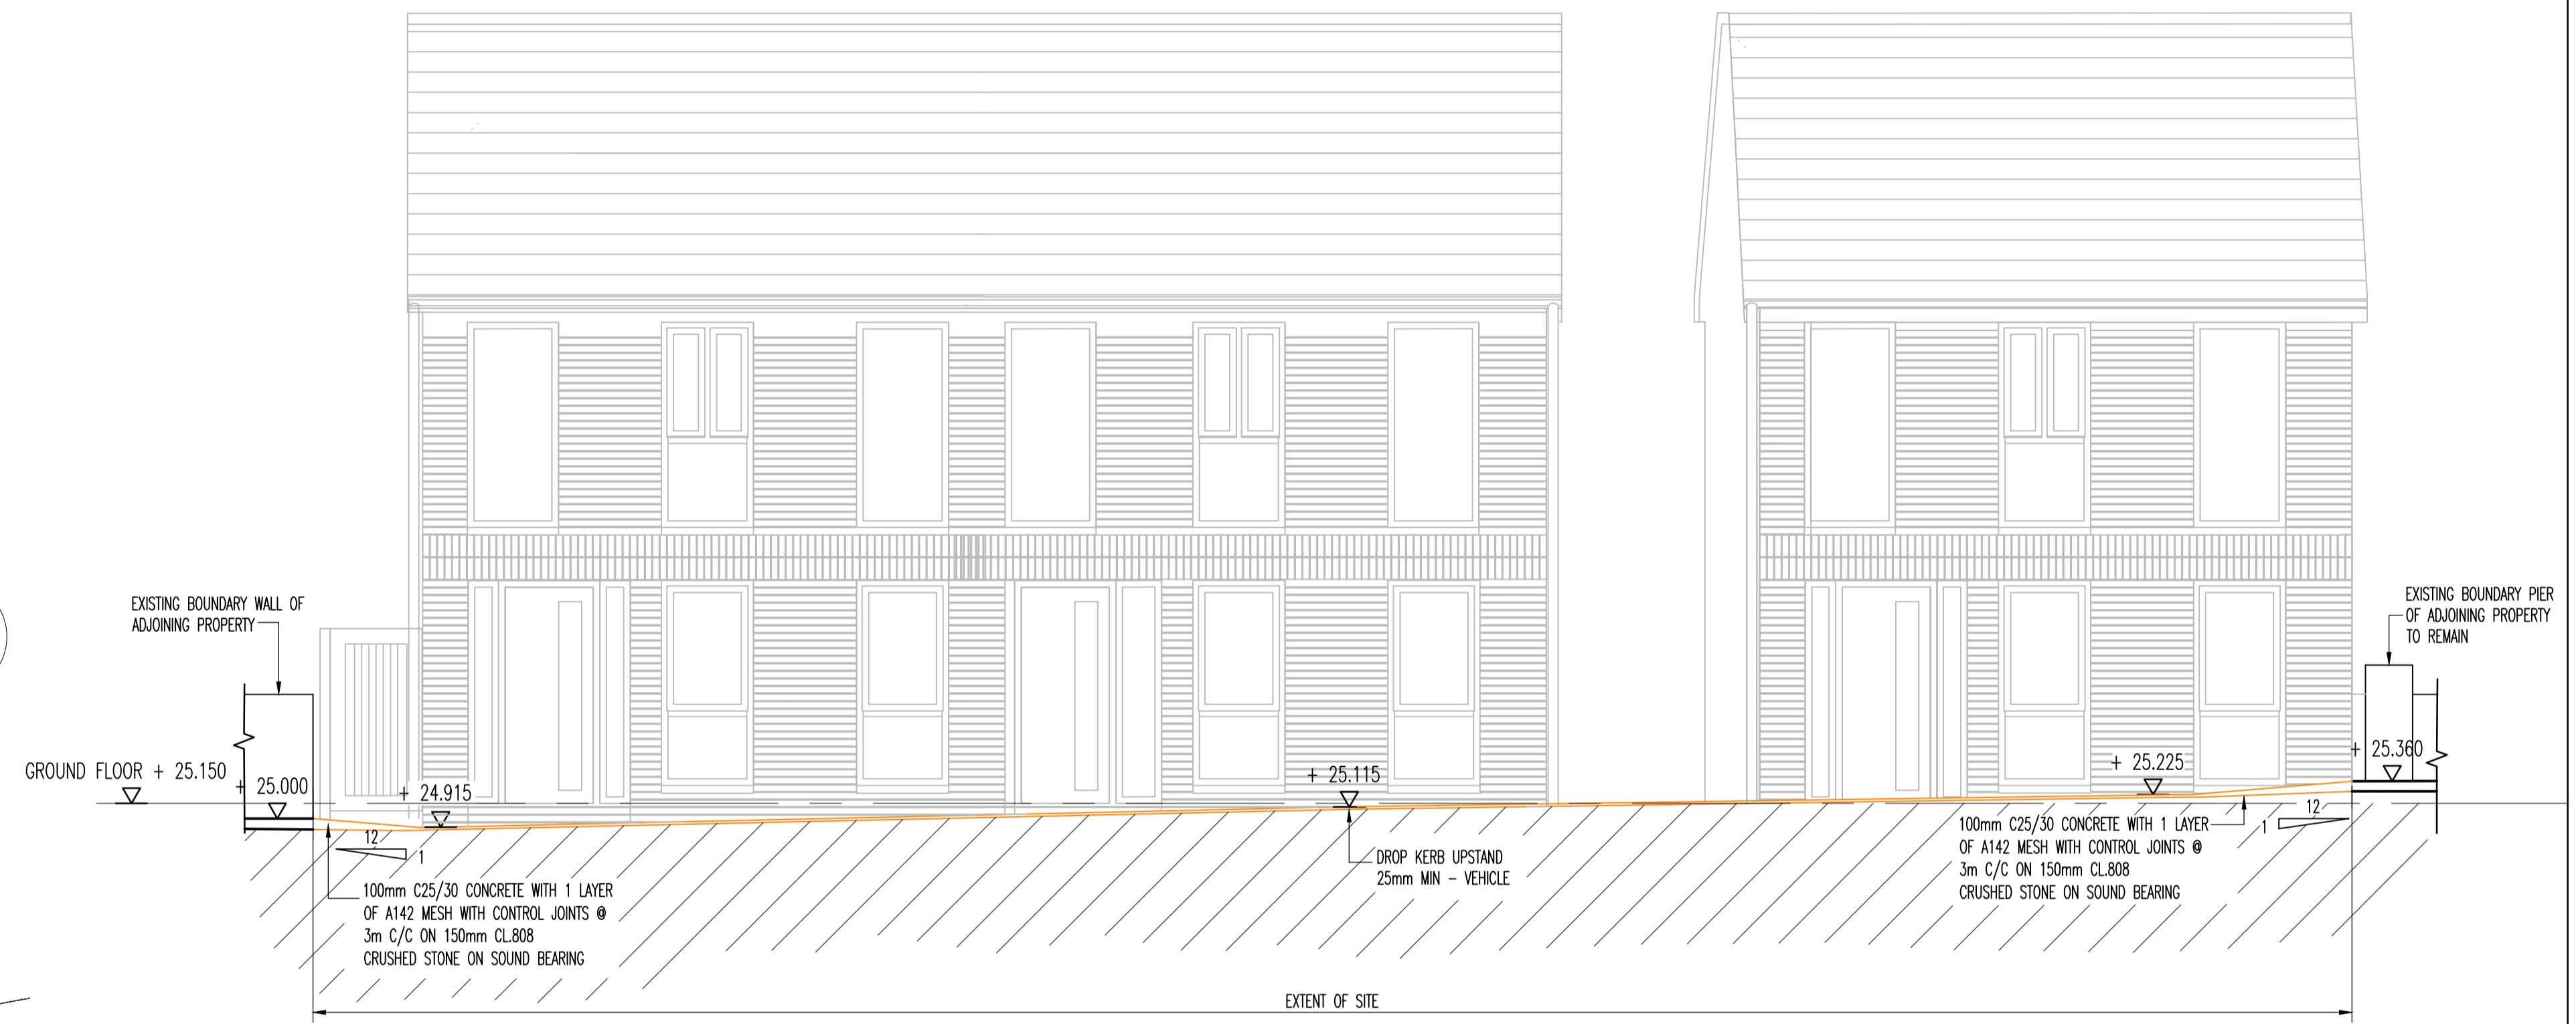 EXISTING BOUNDARY WALL OF
ADJOINING PROPERTY
EXISTING BOUNDARY PIER
OF ADJOINING PROPERTY
TO REMAIN
GROUND FLOOR + 25.150
+ 25.000
+ 24.915
+ 25.115
+ 25.225
+ 25.360
12
1
100mm C25/30 CONCRETE WITH 1 LAYER
OF A142 MESH WITH CONTROL JOINTS @
3m C/C ON 150mm CL.808
CRUSHED STONE ON SOUND BEARING
DROP KERB UPSTAND
25mm MIN - VEHICLE
12
1
100mm C25/30 CONCRETE WITH 1 LAYER
OF A142 MESH WITH CONTROL JOINTS @
3m C/C ON 150mm CL.808
CRUSHED STONE ON SOUND BEARING
EXTENT OF SITE